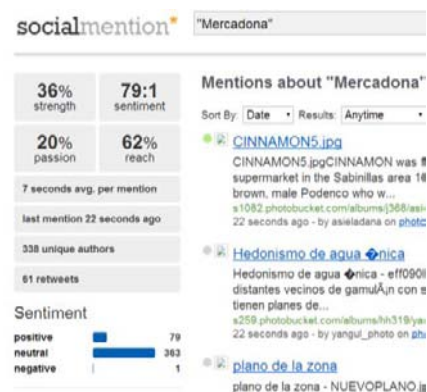 socialmention*
"Mercadona"
36%
strength
79:1
sentiment
20%
passion
62%
reach
7 seconds avg. per mention
last mention 22 seconds ago
338 unique authors
61 retweets
Sentiment
positive 79
neutral 363
negative 1
Mentions about "Mercadona"
Sort By: Date Results: Anytime
CINNAMON5.jpg
CINNAMON5.jpgCINNAMON was
supermarket in the Sabinillas area
brown, male Podenco who w...
s1082.photobucket.com/albums/j368/asi
22 seconds ago - by asieladana on
Hedonismo de agua �nica
Hedonismo de agua �nica - eff090
distantes vecinos de gamulÃ¡n con
tienen planes de...
s259.photobucket.com/albums/hh319/ya
22 seconds ago - by yangul_photo on
plano de la zona
plano de la zona - NUEVOPLANO.